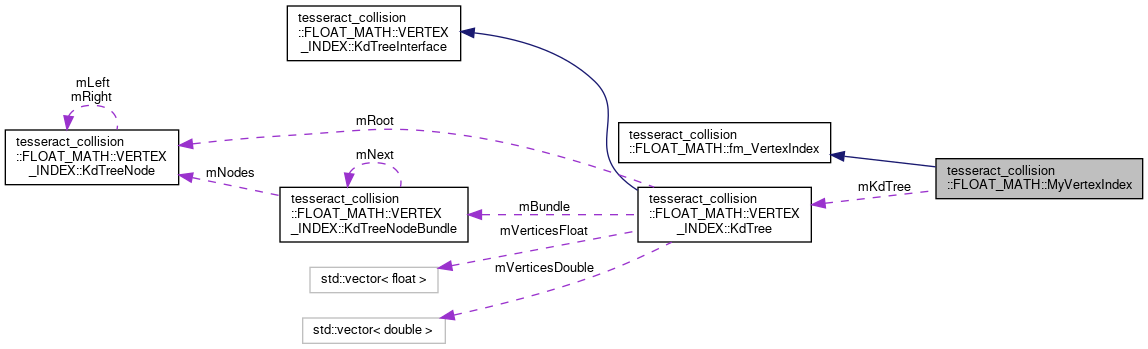 tesseract_collision
::FLOAT_MATH::VERTEX
_INDEX::KdTreeInterface
mLeft
mRight
tesseract_collision
::FLOAT_MATH::VERTEX
_INDEX::KdTreeNode
mRoot
tesseract_collision
::FLOAT_MATH::fm_VertexIndex
tesseract_collision
::FLOAT_MATH::MyVertexIndex
mNext
mNodes
mKdTree
tesseract_collision
::FLOAT_MATH::VERTEX
_INDEX::KdTreeNodeBundle
mBundle
tesseract_collision
::FLOAT_MATH::VERTEX
_INDEX::KdTree
mVerticesFloat
std::vector< float >
mVerticesDouble
std::vector< double >